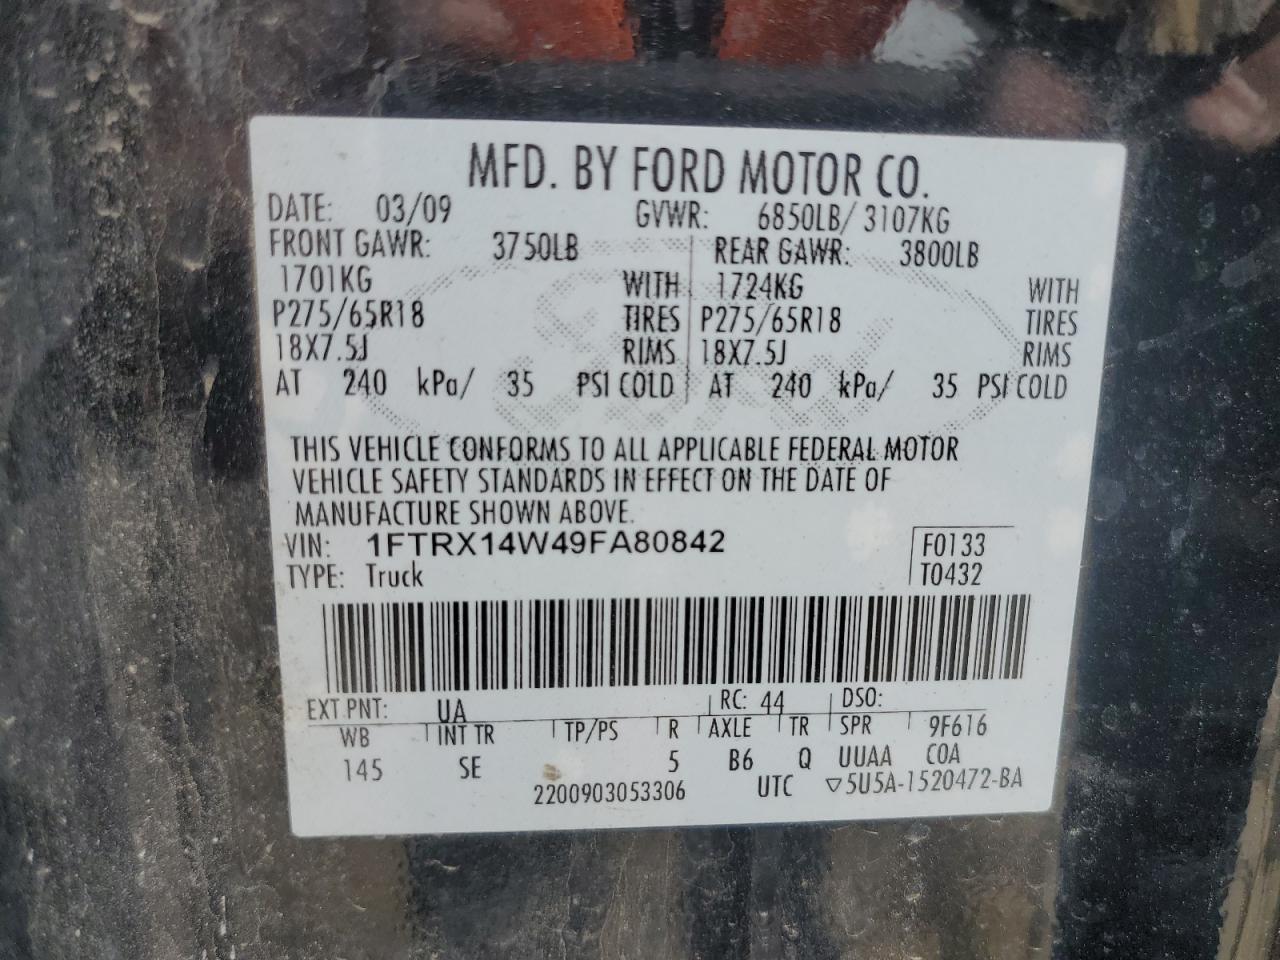 MFD. BY FORD MOTOR CO.
DATE: 03/09 GVWR: 6850LB/ 3107KG
FRONT GAWR: 3750LB REAR GAWR: 3800LB
1701KG WITH 1724KG WITH
P275/65R18 TIRES P275/65R18 TIRES
18X7.5J RIMS 18X7.5J RIMS
AT 240 kPa/ 35 PSI COLD AT 240 kPa/ 35 PSI COLD
THIS VEHICLE CONFORMS TO ALL APPLICABLE FEDERAL MOTOR
VEHICLE SAFETY STANDARDS IN EFFECT ON THE DATE OF
MANUFACTURE SHOWN ABOVE.
VIN: 1FTRX14W49FA80842 F0133
TYPE: Truck T0432
EXT PNT: UA RC: 44 DSO:
WB INT TR TP/PS R AXLE TR SPR 9F616
145 SE 5 B6 Q UUAA COA
2200903053306 UTC ▽5U5A-1520472-BA